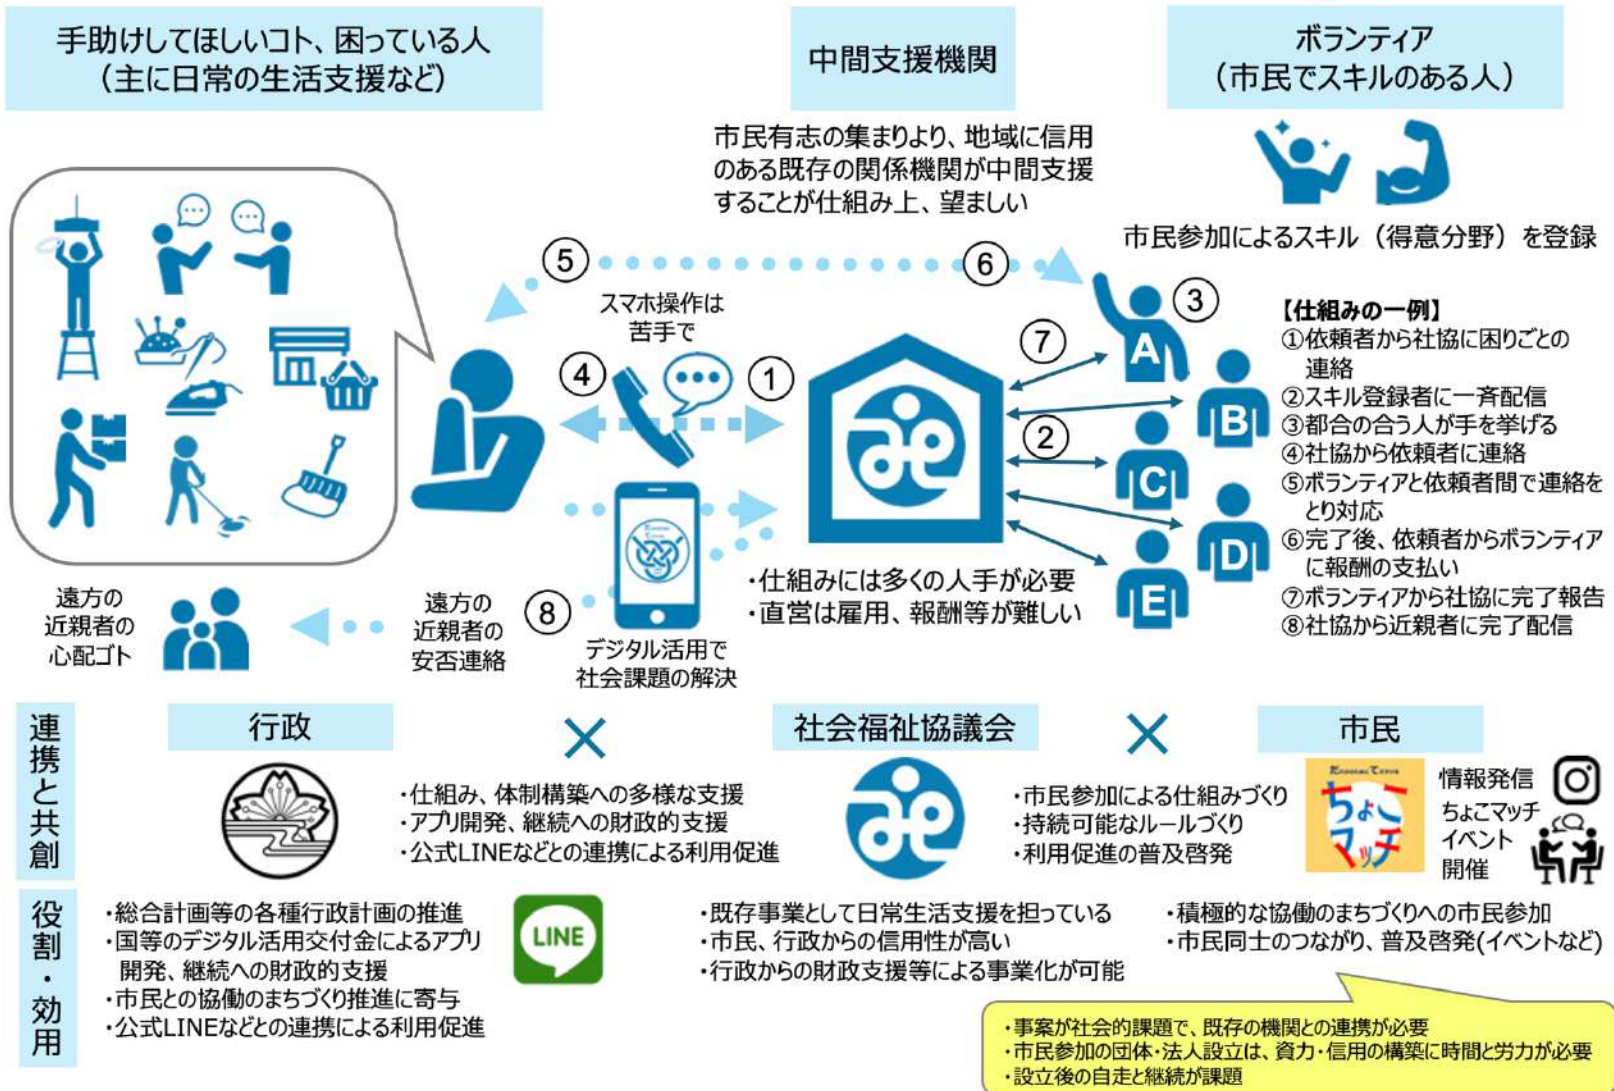 手助けしてほしいコト、困っている人
（主に日常の生活支援など）
中間支援機関
ボランティア
（市民でスキルのある人）
市民有志の集まりより、地域に信用
のある既存の関係機関が中間支援
することが仕組み上、望ましい
市民参加によるスキル（得意分野）を登録
⑤
⑥
スマホ操作は
苦手で
④
①
⑦
②
③
A
B
C
D
E
【仕組みの一例】
①依頼者から社協に困りごとの
連絡
②スキル登録者に一斉配信
③都合の合う人が手を挙げる
④社協から依頼者に連絡
⑤ボランティアと依頼者間で連絡を
とり対応
⑥完了後、依頼者からボランティア
に報酬の支払い
⑦ボランティアから社協に完了報告
⑧社協から近親者に完了配信
・仕組みには多くの人手が必要
・直営は雇用、報酬等が難しい
遠方の
近親者の
心配ゴト
遠方の
近親者の
安否連絡
⑧
デジタル活用で
社会課題の解決
連携と共創
行政
×
社会福祉協議会
×
市民
・仕組み、体制構築への多様な支援
・アプリ開発、継続への財政的支援
・公式LINEなどとの連携による利用促進
・市民参加による仕組みづくり
・持続可能なルールづくり
・利用促進の普及啓発
ちょこ
マッチ
情報発信
ちょこマッチ
イベント
開催
役割・効用
・総合計画等の各種行政計画の推進
・国等のデジタル活用交付金によるアプリ
開発、継続への財政的支援
・市民との協働のまちづくり推進に寄与
・公式LINEなどとの連携による利用促進
LINE
・既存事業として日常生活支援を担っている
・市民、行政からの信用性が高い
・行政からの財政支援等による事業化が可能
・積極的な協働のまちづくりへの市民参加
・市民同士のつながり、普及啓発(イベントなど)
・事案が社会的課題で、既存の機関との連携が必要
・市民参加の団体・法人設立は、資力・信用の構築に時間と労力が必要
・設立後の自走と継続が課題